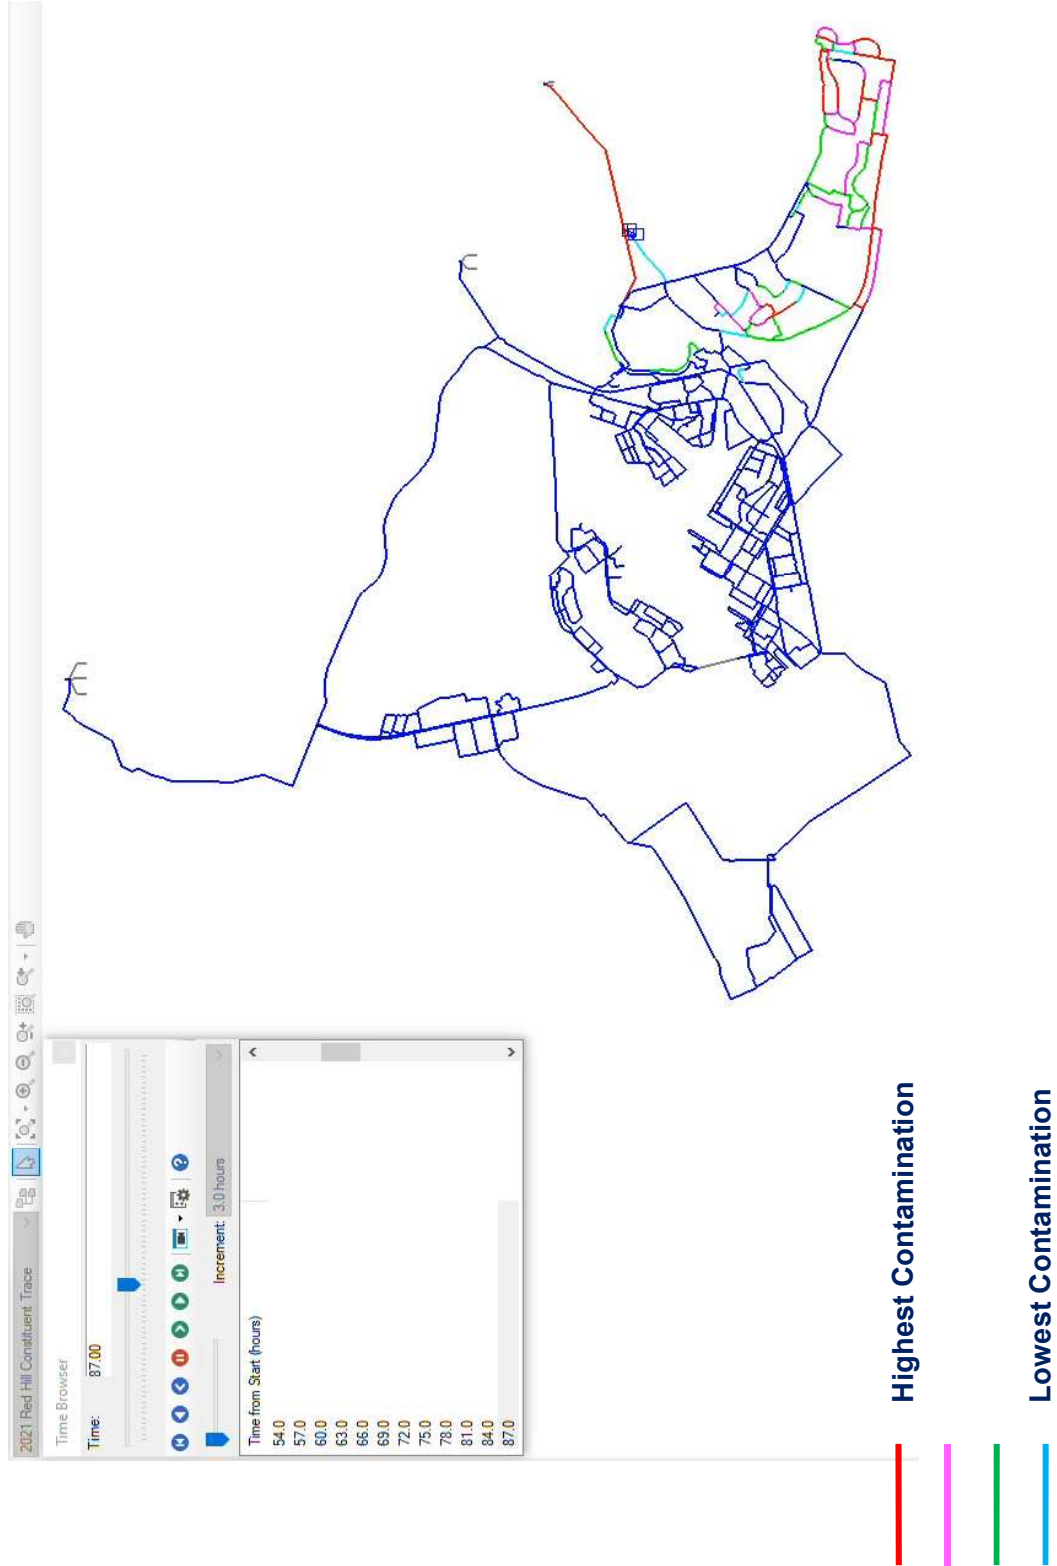 2021 Red Hill Constituent Trace
Time Browser
Time: 87.00
Increment: 3.0 hours
Time from Start (hours)
54.0
57.0
60.0
63.0
66.0
69.0
72.0
75.0
78.0
81.0
84.0
87.0
Highest Contamination
Lowest Contamination